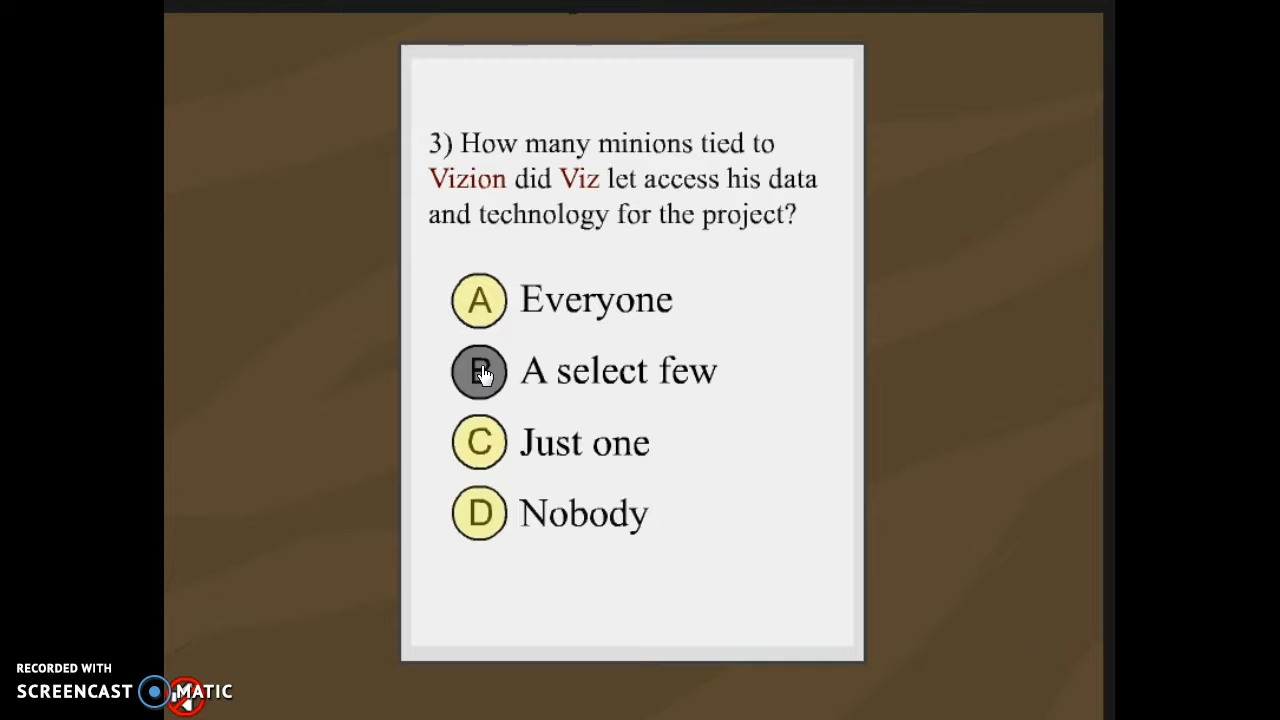 3) How many minions tied to
Vizion did Viz let access his data
and technology for the project?
A Everyone
B A select few
C Just one
D Nobody
RECORDED WITH
SCREENCAST MATIC